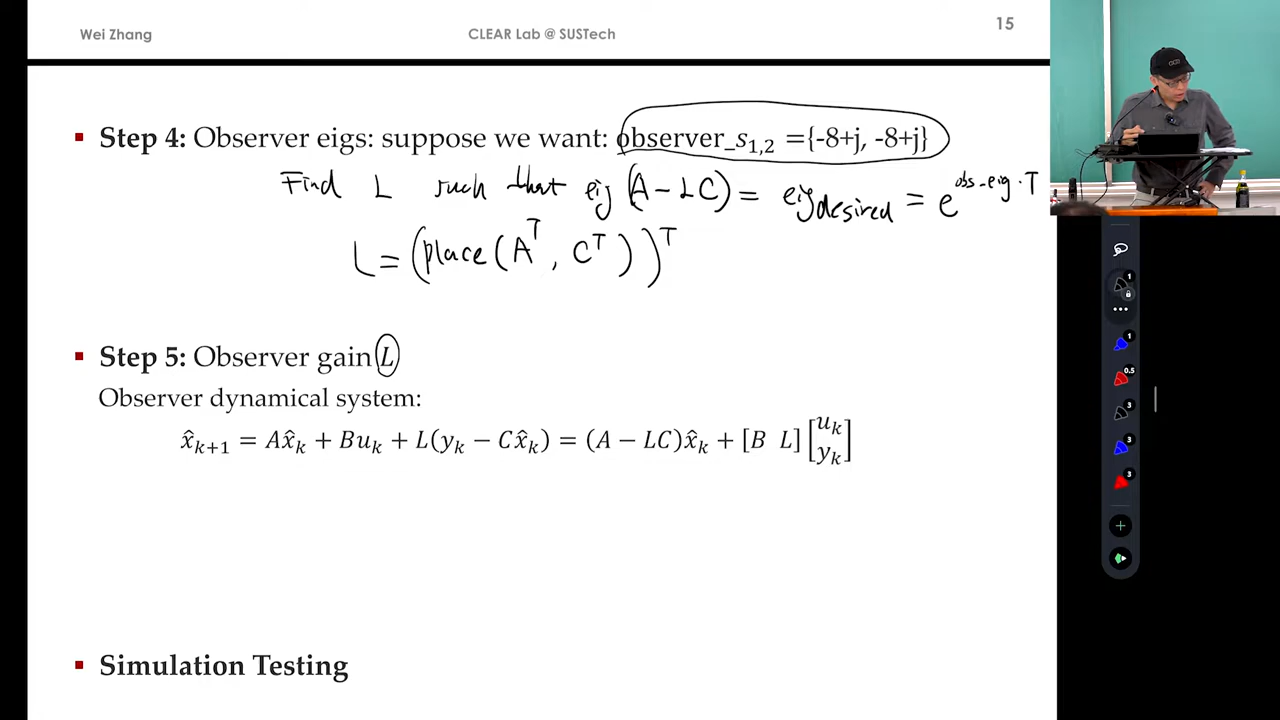 Wei Zhang CLEAR Lab @ SUSTech 15
▪ Step 4: Observer eigs: suppose we want: observer_s₁,₂ ={-8+j, -8+j}
Find L such that eig (A - LC) = eig desired = e^obs-eig·T
L = (place(A^T, C^T))^T
▪ Step 5: Observer gain L
Observer dynamical system:
x̂ₖ₊₁ = Ax̂ₖ + Buₖ + L(yₖ − Cx̂ₖ) = (A − LC)x̂ₖ + [B L] [uₖ yₖ]
▪ Simulation Testing